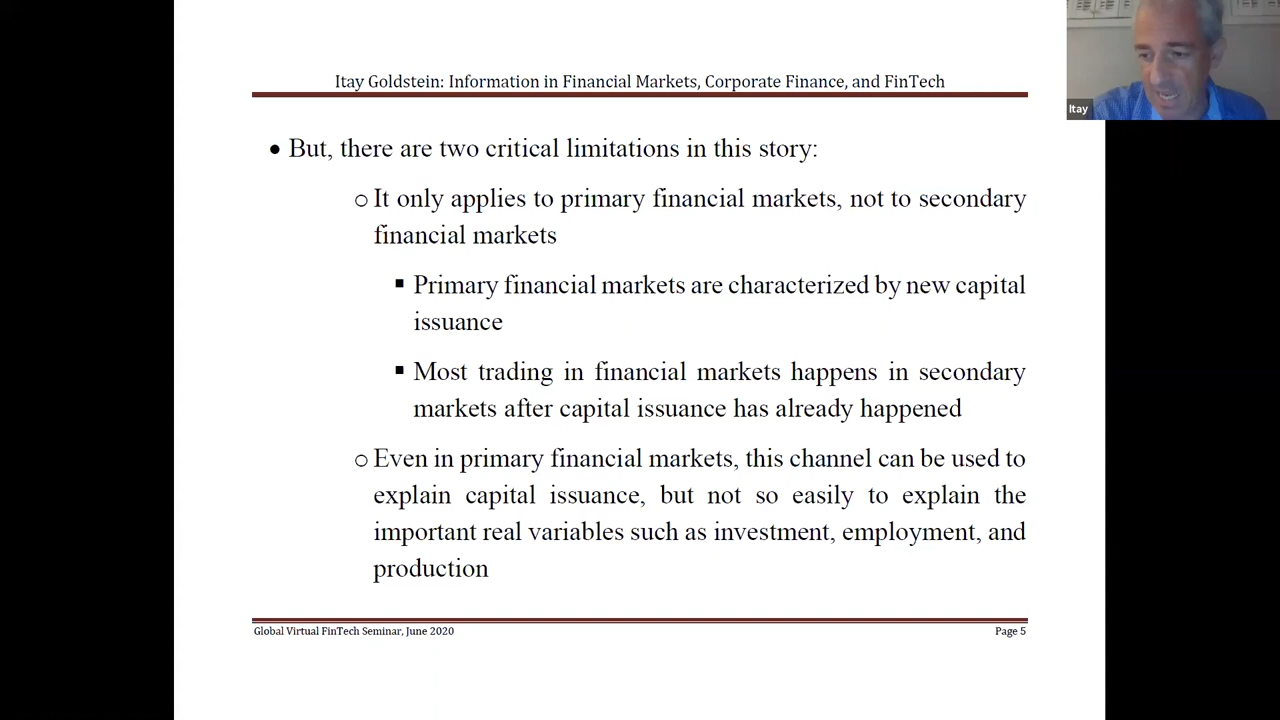 Itay Goldstein: Information in Financial Markets, Corporate Finance, and FinTech
Itay
• But, there are two critical limitations in this story:
o It only applies to primary financial markets, not to secondary
financial markets
▪ Primary financial markets are characterized by new capital
issuance
▪ Most trading in financial markets happens in secondary
markets after capital issuance has already happened
o Even in primary financial markets, this channel can be used to
explain capital issuance, but not so easily to explain the
important real variables such as investment, employment, and
production
Global Virtual FinTech Seminar, June 2020
Page 5